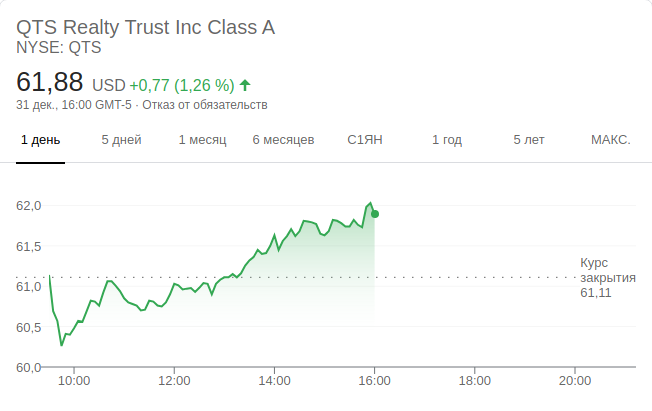 QTS Realty Trust Inc Class A
NYSE: QTS
61,88 USD +0,77 (1,26 %)
31 дек., 16:00 GMT-5 · Отказ от обязательств
1 день 5 дней 1 месяц 6 месяцев С1ЯН 1 год 5 лет МАКС.
62,0
61,5
61,0
60,5
60,0
Курс
закрытия
61,11
10:00 12:00 14:00 16:00 18:00 20:00